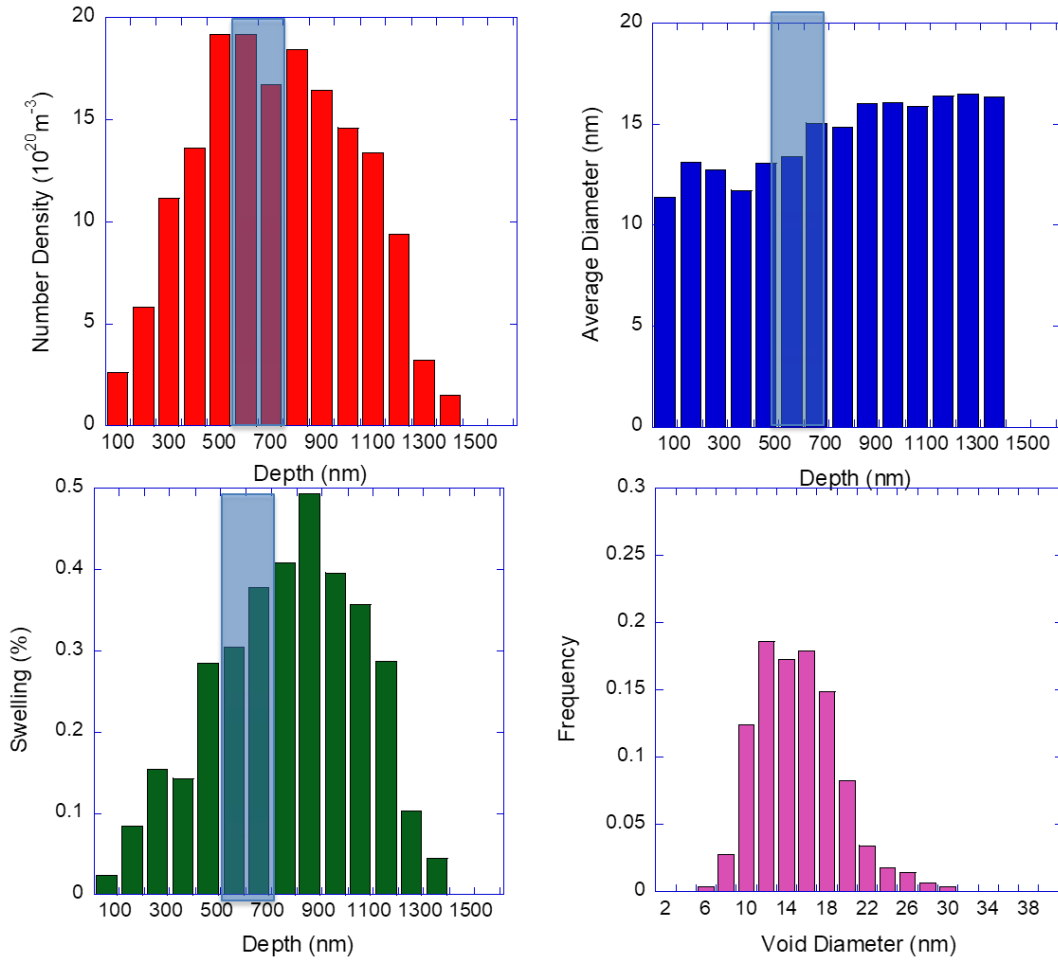 20
15
10
5
0
Number Density (10²⁰m⁻³)
100 300 500 700 900 1100 1300 1500
Depth (nm)
20
15
10
5
0
Average Diameter (nm)
100 300 500 700 900 1100 1300 1500
Depth (nm)
0.5
0.4
0.3
0.2
0.1
0
Swelling (%)
100 300 500 700 900 1100 1300 1500
Depth (nm)
0.3
0.25
0.2
0.15
0.1
0.05
0
Frequency
2 6 10 14 18 22 26 30 34 38
Void Diameter (nm)